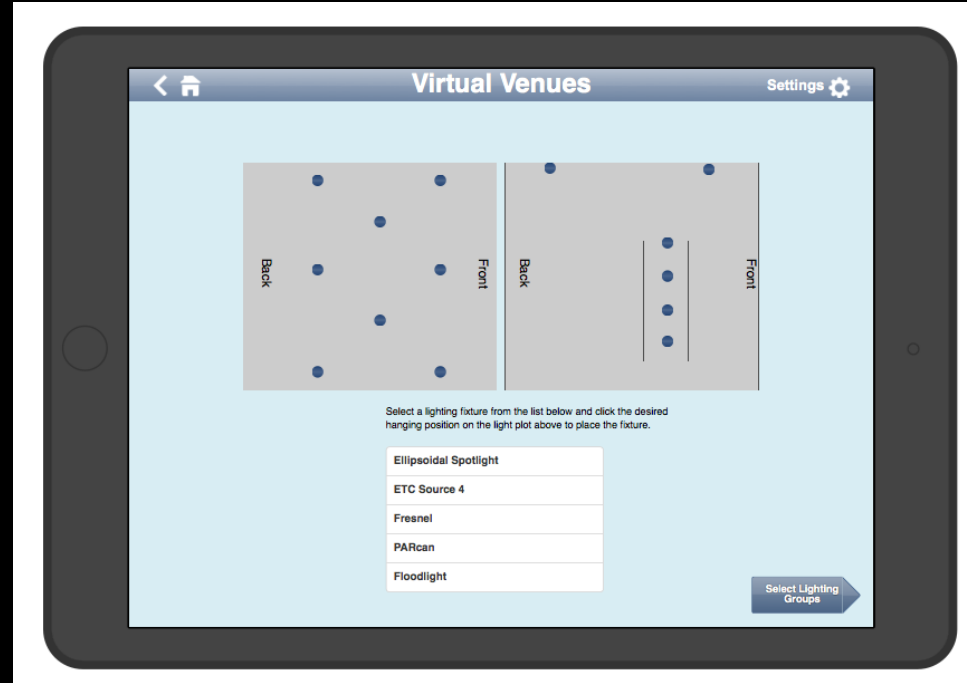 Virtual Venues
Settings
Back
Front
Back
Front
Select a lighting fixture from the list below and click the desired
hanging position on the light plot above to place the fixture.
Ellipsoidal Spotlight
ETC Source 4
Fresnel
PARcan
Floodlight
Select Lighting
Groups